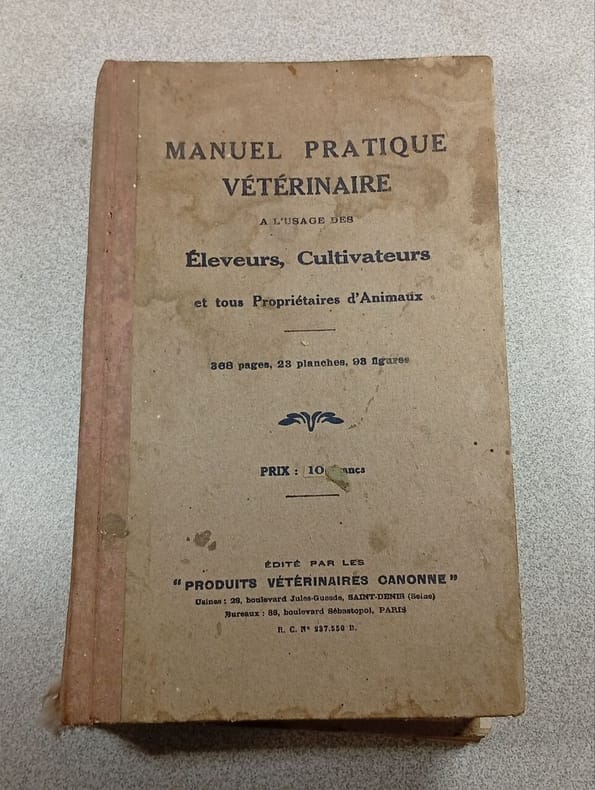 MANUEL PRATIQUE
VÉTÉRINAIRE
A L'USAGE DES
Éleveurs, Cultivateurs
et tous Propriétaires d'Animaux
368 pages, 23 planches, 93 figures
PRIX : 10
ÉDITÉ PAR LES
"PRODUITS VÉTÉRINAIRES CANONNE"
Usines : boulevard Jules-Guesde, SAINT-DENIS (Seine)
Bureaux : boulevard Sébastopol, PARIS
R. C. Nº 237.550 B.